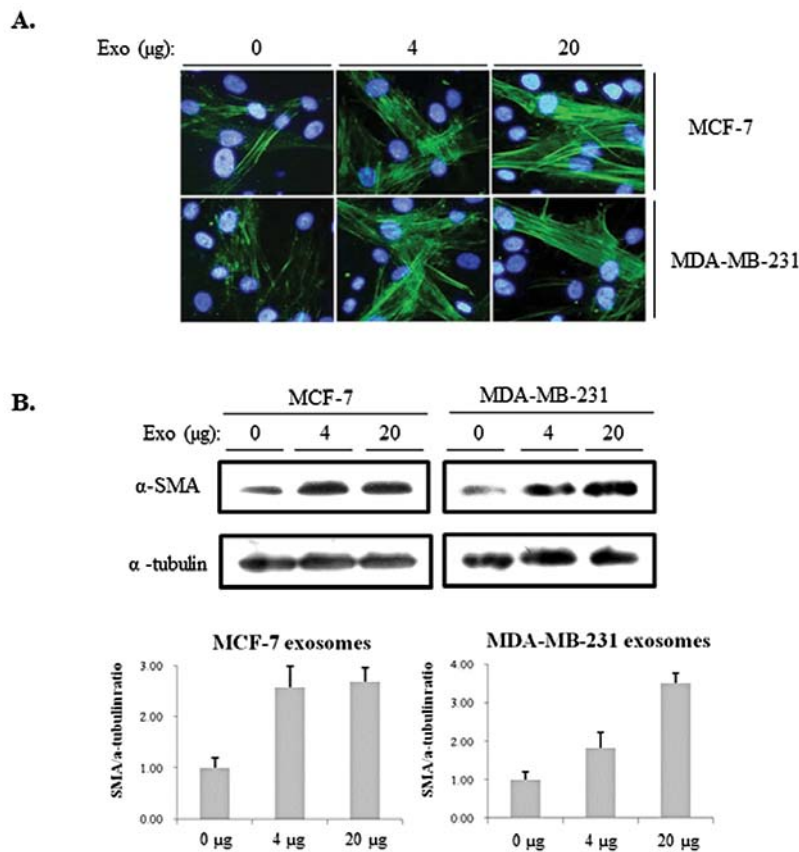 A.
Exo (µg): 0 4 20
MCF-7
MDA-MB-231
B.
MCF-7 MDA-MB-231
Exo (µg): 0 4 20 0 4 20
α-SMA
α -tubulin
MCF-7 exosomes
SMA/a-tubulinratio
3.00
2.00
1.00
0.00
0 µg 4 µg 20 µg
MDA-MB-231 exosomes
SMA/a-tubulinratio
4.00
3.00
2.00
1.00
0.00
0 µg 4 µg 20 µg